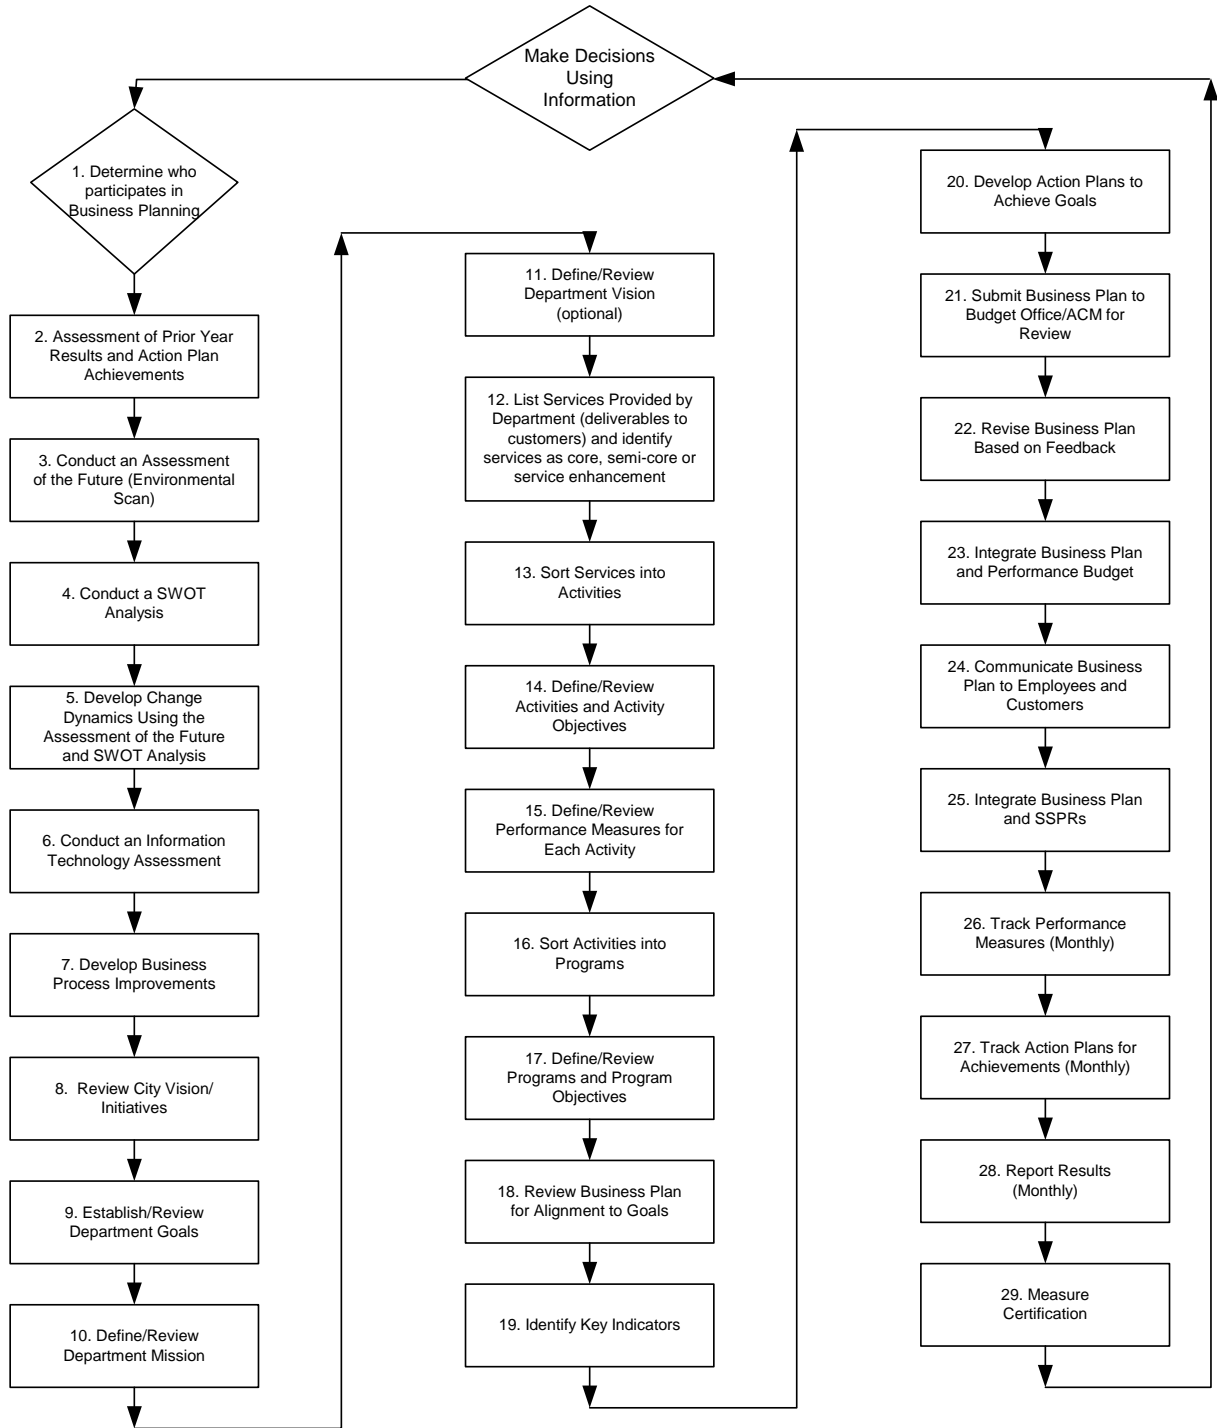 Make Decisions
Using
Information
1. Determine who
participates in
Business Planning
2. Assessment of Prior Year
Results and Action Plan
Achievements
3. Conduct an Assessment
of the Future (Environmental
Scan)
4. Conduct a SWOT
Analysis
5. Develop Change
Dynamics Using the
Assessment of the Future
and SWOT Analysis
6. Conduct an Information
Technology Assessment
7. Develop Business
Process Improvements
8. Review City Vision/
Initiatives
9. Establish/Review
Department Goals
10. Define/Review
Department Mission
11. Define/Review
Department Vision
(optional)
12. List Services Provided by
Department (deliverables to
customers) and identify
services as core, semi-core or
service enhancement
13. Sort Services into
Activities
14. Define/Review
Activities and Activity
Objectives
15. Define/Review
Performance Measures for
Each Activity
16. Sort Activities into
Programs
17. Define/Review
Programs and Program
Objectives
18. Review Business Plan
for Alignment to Goals
19. Identify Key Indicators
20. Develop Action Plans to
Achieve Goals
21. Submit Business Plan to
Budget Office/ACM for
Review
22. Revise Business Plan
Based on Feedback
23. Integrate Business Plan
and Performance Budget
24. Communicate Business
Plan to Employees and
Customers
25. Integrate Business Plan
and SSPRs
26. Track Performance
Measures (Monthly)
27. Track Action Plans for
Achievements (Monthly)
28. Report Results
(Monthly)
29. Measure
Certification